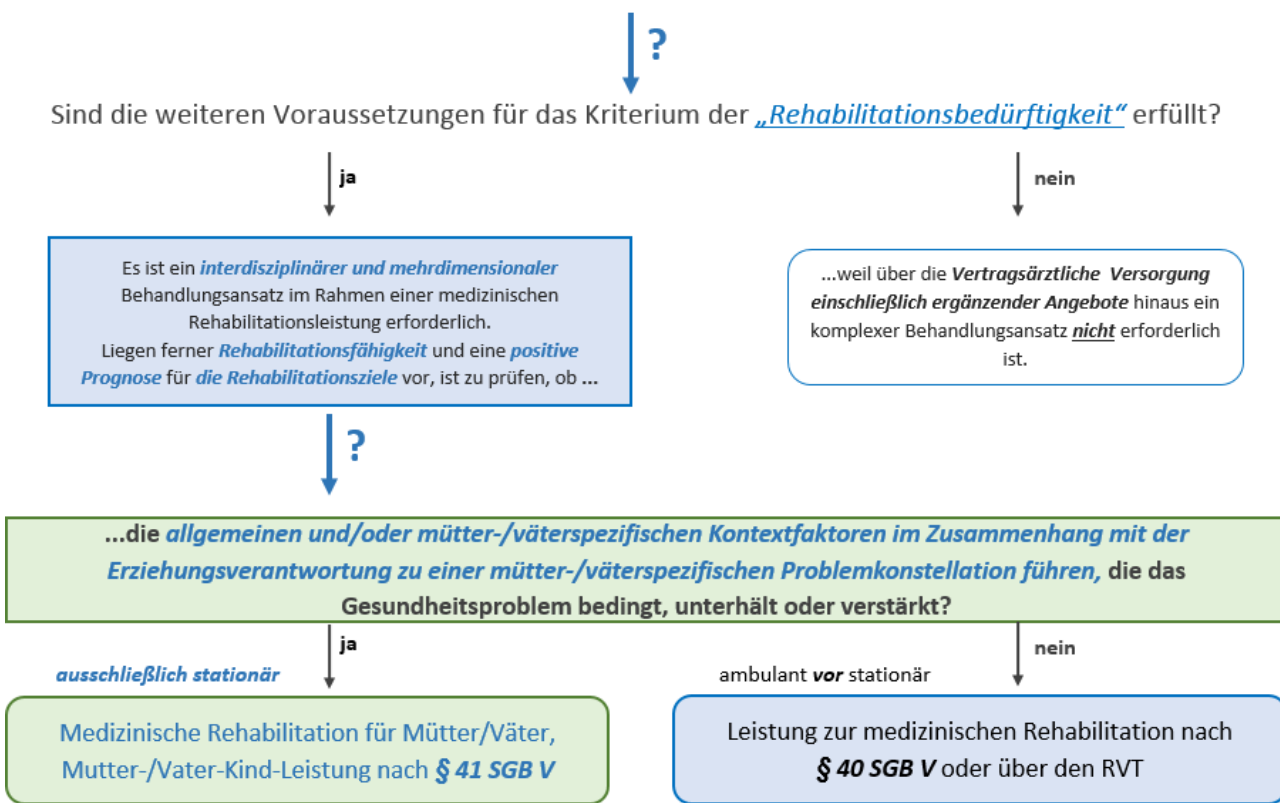 ?
Sind die weiteren Voraussetzungen für das Kriterium der „Rehabilitationsbedürftigkeit“ erfüllt?
ja
nein
Es ist ein interdisziplinärer und mehrdimensionaler
Behandlungsansatz im Rahmen einer medizinischen
Rehabilitationsleistung erforderlich.
Liegen ferner Rehabilitationsfähigkeit und eine positive
Prognose für die Rehabilitationsziele vor, ist zu prüfen, ob ...
...weil über die Vertragsärztliche Versorgung
einschließlich ergänzender Angebote hinaus ein
komplexer Behandlungsansatz nicht erforderlich
ist.
?
...die allgemeinen und/oder mütter-/väterspezifischen Kontextfaktoren im Zusammenhang mit der
Erziehungsverantwortung zu einer mütter-/väterspezifischen Problemkonstellation führen, die das
Gesundheitsproblem bedingt, unterhält oder verstärkt?
ja
nein
ausschließlich stationär
ambulant vor stationär
Medizinische Rehabilitation für Mütter/Väter,
Mutter-/Vater-Kind-Leistung nach § 41 SGB V
Leistung zur medizinischen Rehabilitation nach
§ 40 SGB V oder über den RVT